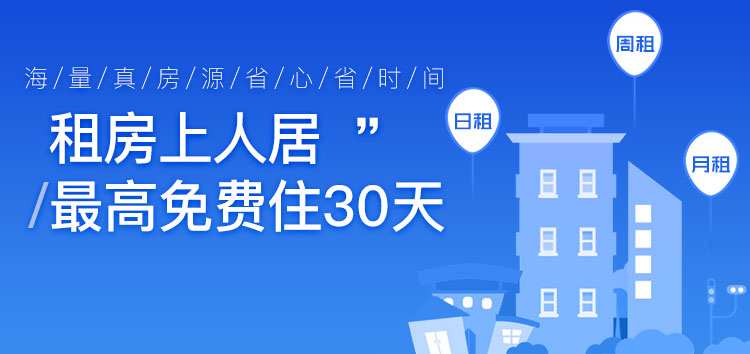 海/量/真/房/源/省/心/省/时/间
租房上人居 ”
/最高免费住30天
周租
日租
月租